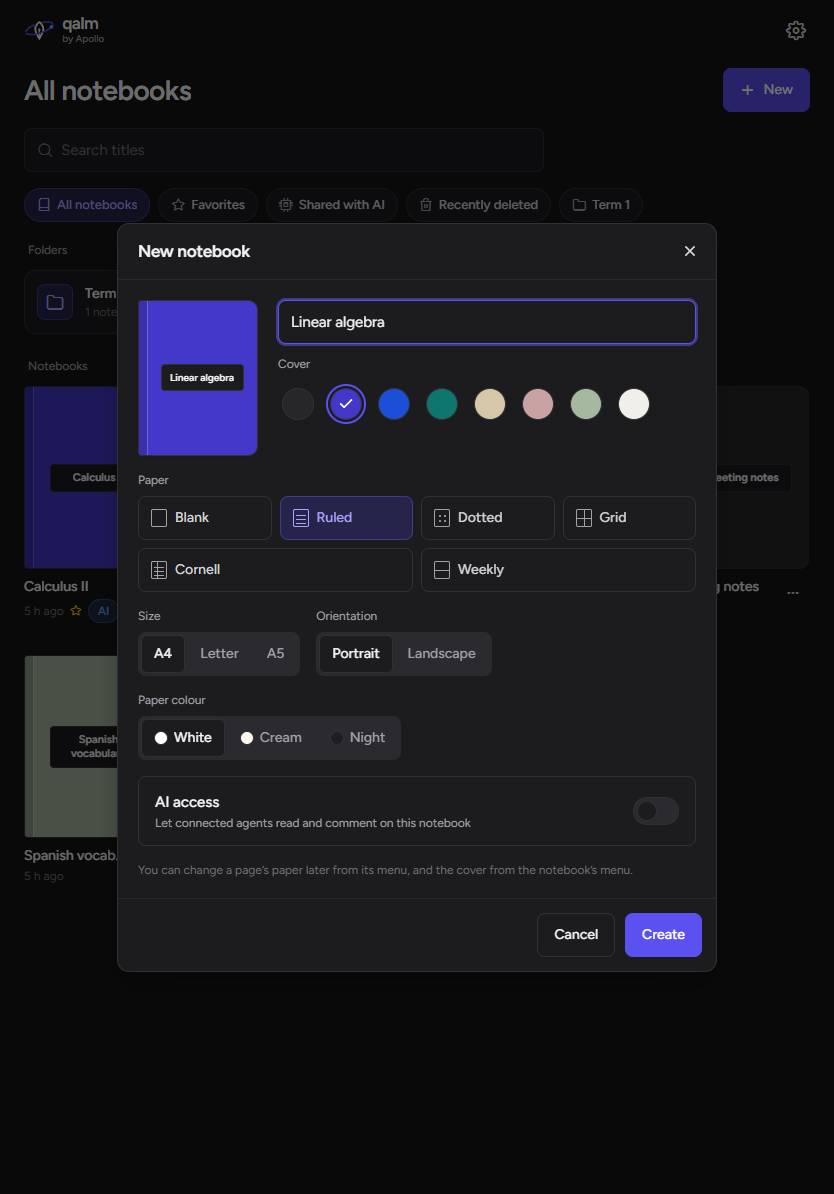 qalm
by Apollo
All notebooks
+ New
Search titles
All notebooks
Favorites
Shared with AI
Recently deleted
Term 1
Folders
Term
1 note
Notebooks
Calculus
Calculus II
5 h ago
AI
eeting notes
g notes
...
Spanish
vocabula
Spanish vocab.
5 h ago
New notebook
Linear algebra
Linear algebra
Cover
Paper
Blank
Ruled
Dotted
Grid
Cornell
Weekly
Size
Orientation
A4
Letter
A5
Portrait
Landscape
Paper colour
White
Cream
Night
AI access
Let connected agents read and comment on this notebook
You can change a page's paper later from its menu, and the cover from the notebook's menu.
Cancel
Create